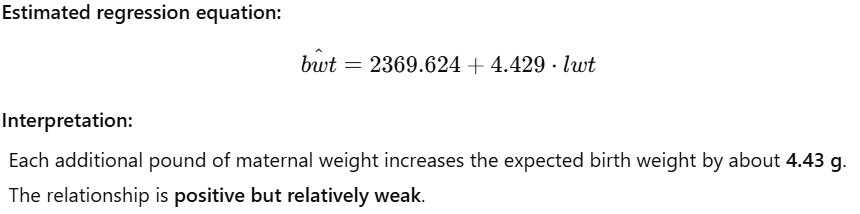 Estimated regression equation:
bŵt = 2369.624 + 4.429 · lwt
Interpretation:
Each additional pound of maternal weight increases the expected birth weight by about 4.43 g.
The relationship is positive but relatively weak.